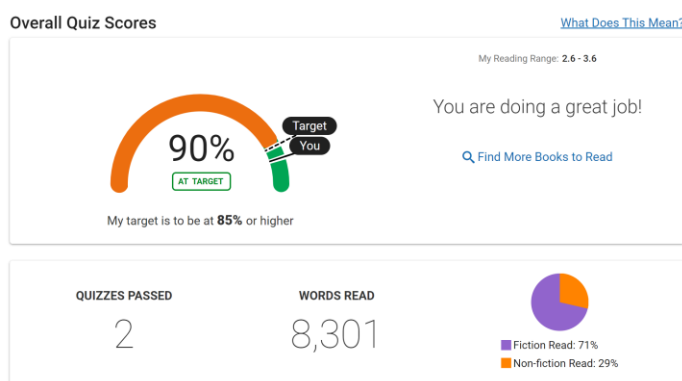 Overall Quiz Scores
What Does This Mean?
My Reading Range: 2.6 - 3.6
You are doing a great job!
Find More Books to Read
Target
You
90%
AT TARGET
My target is to be at 85% or higher
QUIZZES PASSED
2
WORDS READ
8,301
Fiction Read: 71%
Non-fiction Read: 29%